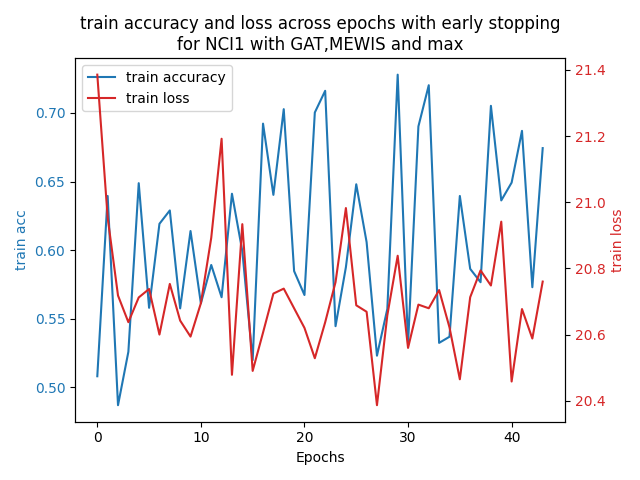 train accuracy and loss across epochs with early stopping
for NCI1 with GAT,MEWIS and max
train accuracy
train loss
train acc
0.70
0.65
0.60
0.55
0.50
21.4
21.2
21.0
20.8
20.6
20.4
train loss
0
10
20
30
40
Epochs